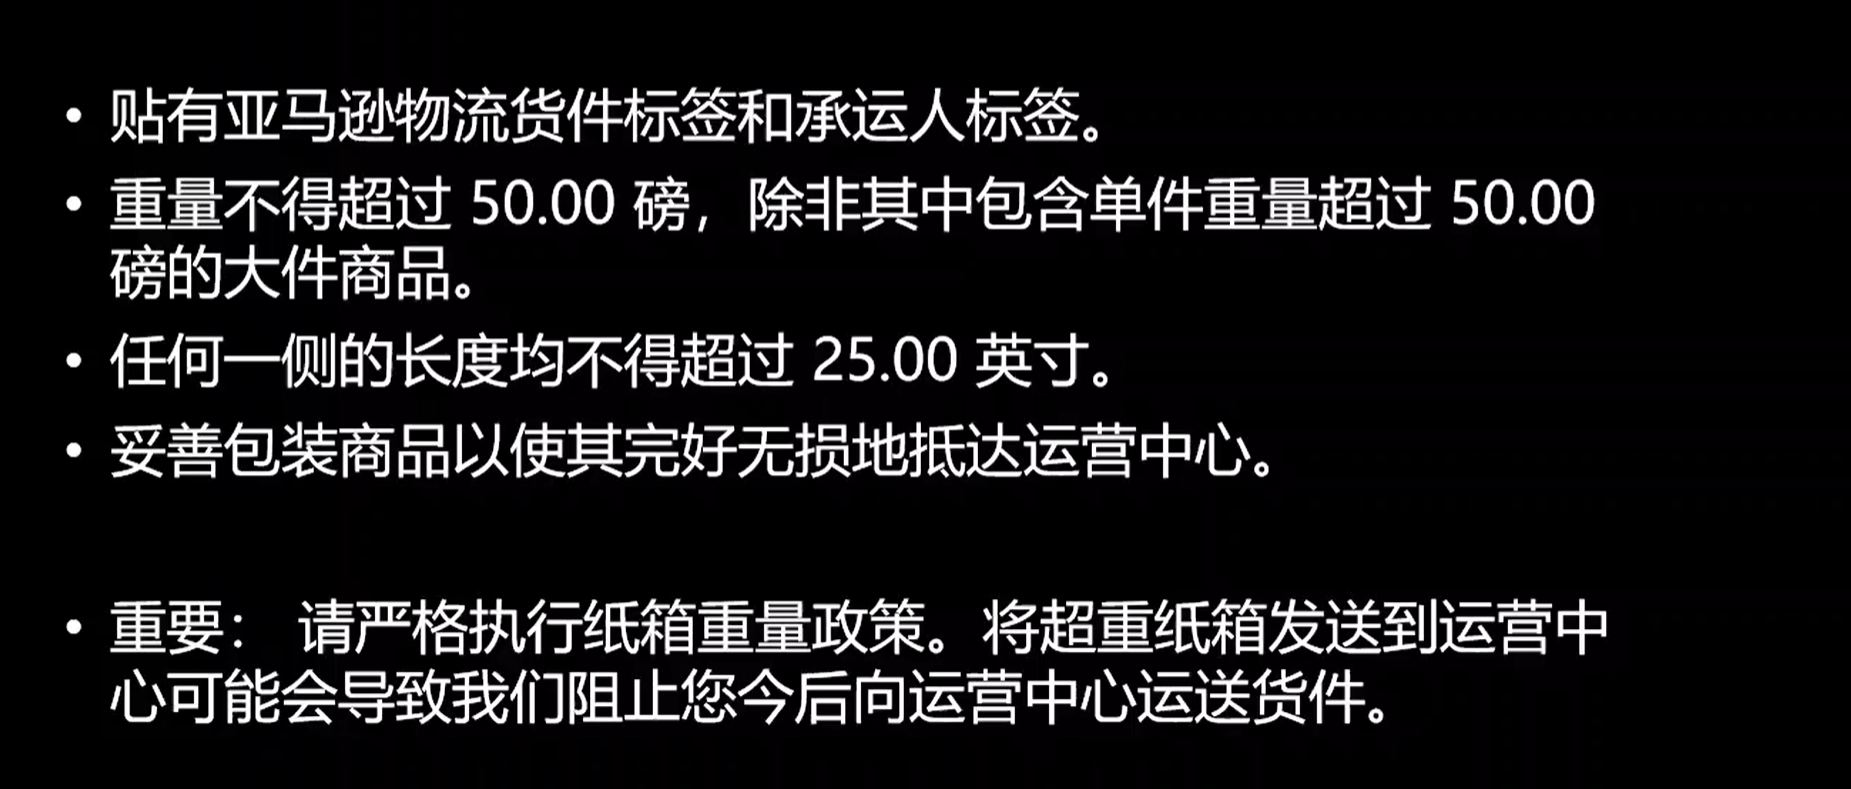 • 贴有亚马逊物流货件标签和承运人标签。
• 重量不得超过 50.00 磅，除非其中包含单件重量超过 50.00
磅的大件商品。
• 任何一侧的长度均不得超过 25.00 英寸。
• 妥善包装商品以使其完好无损地抵达运营中心。
• 重要： 请严格执行纸箱重量政策。将超重纸箱发送到运营中
心可能会导致我们阻止您今后向运营中心运送货件。